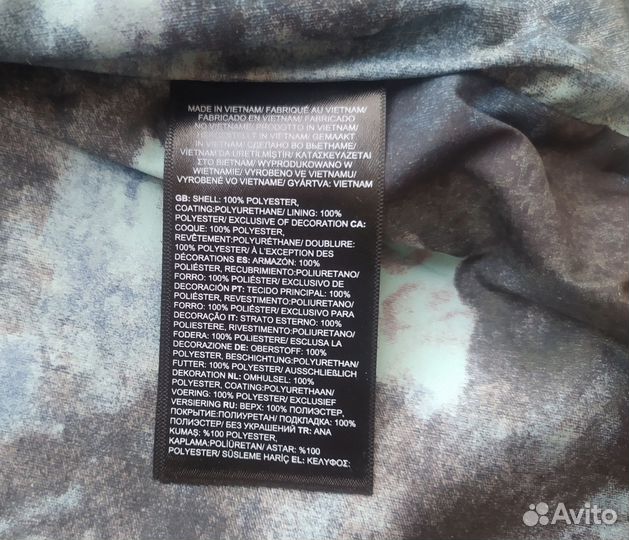 MADE IN VIETNAM/ FABRIQUÉ AU VIETNAM/
FABRICADO EN VIETNAM/ FABRICADO
NO VIETNAM/ PRODOTTO IN VIETNAM/
HERGESTELLT IN VIETNAM/ GEMAAKT
IN VIETNAM/ СДЕЛАНО ВО ВЬЕТНАМЕ/
VIETNAM'DA ÜRETİLMİŞTİR/ ΚΑΤΑΣΚΕΥΑΖΕΤΑΙ
ΣΤΟ ΒΙΕΤΝΑΜ/ WYPRODUKOWANO W
WIETNAMIE/ VYROBENO VE VIETNAMU/
VYROBENÉ VO VIETNAME/ GYÁRTVA: VIETNAM
GB: SHELL: 100% POLYESTER,
COATING:POLYURETHANE/ LINING: 100%
POLYESTER/ EXCLUSIVE OF DECORATION CA:
COQUE: 100% POLYESTER,
REVÊTEMENT:POLYURÉTHANE/ DOUBLURE:
100% POLYESTER/ À L'EXCEPTION DES
DÉCORATIONS ES: ARMAZÓN: 100%
POLIÉSTER, RECUBRIMIENTO:POLIURETANO/
FORRO: 100% POLIÉSTER/ EXCLUSIVO DE
DECORACIÓN PT: TECIDO PRINCIPAL: 100%
POLIÉSTER, REVESTIMENTO:POLIURETANO/
FORRO: 100% POLIÉSTER/ EXCLUSIVO PARA
DECORAÇÃO IT: STRATO ESTERNO: 100%
POLIESTERE, RIVESTIMENTO:POLIURETANO/
FODERA: 100% POLIESTERE/ ESCLUSA LA
DECORAZIONE DE: OBERSTOFF: 100%
POLYESTER, BESCHICHTUNG:POLYURETHAN/
FUTTER: 100% POLYESTER/ AUSSCHLIEẞLICH
DEKORATION NL: OMHULSEL: 100%
POLYESTER, COATING:POLYURETHAAN/
VOERING: 100% POLYESTER/ EXCLUSIEF
VERSIERING RU: ВЕРХ: 100% ПОЛИЭСТЕР,
ПОКРЫТИЕ:ПОЛИУРЕТАН/ ПОДКЛАДКА: 100%
ПОЛИЭСТЕР/ БЕЗ УКРАШЕНИЙ TR: ANA
KUMAŞ: %100 POLYESTER,
KAPLAMA:POLİÜRETAN/ ASTAR: %100
POLYESTER/ SÜSLEME HARİÇ EL: ΚΕΛΥΦΟΣ:
Avito